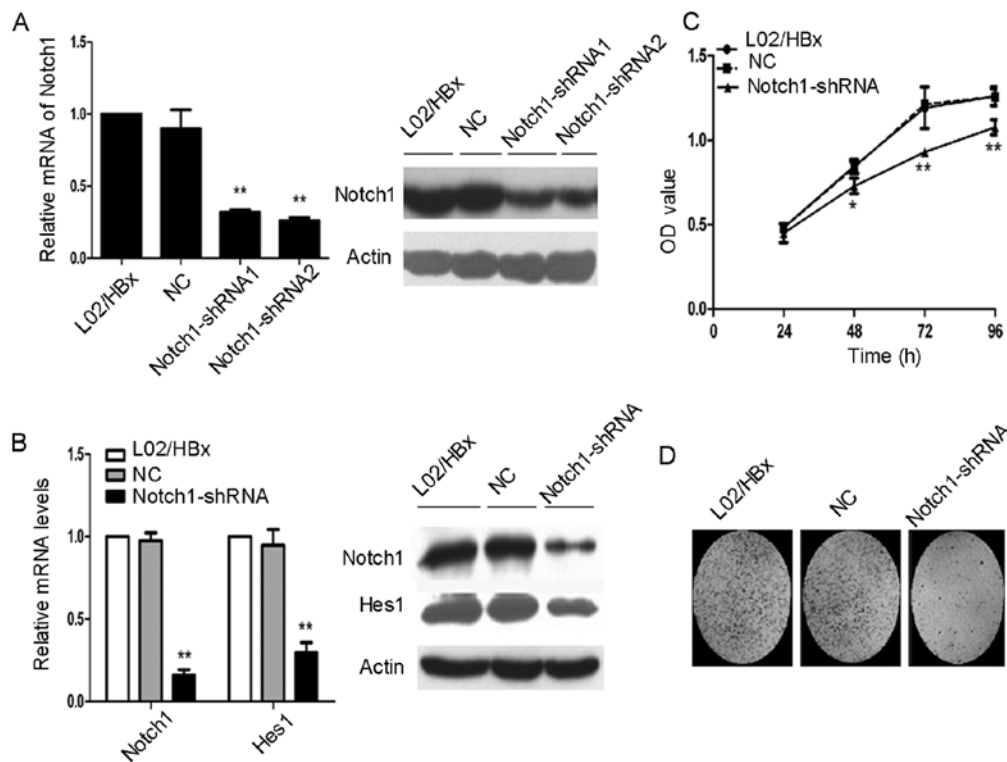 A
Relative mRNA of Notch1
1.5
1.0
0.5
0.0
**
**
L02/HBx
NC
Notch1-shRNA1
Notch1-shRNA2
L02/HBx
NC
Notch1-shRNA1
Notch1-shRNA2
Notch1
Actin
B
L02/HBx
NC
Notch1-shRNA
Relative mRNA levels
1.5
1.0
0.5
0.0
**
**
Notch1
Hes1
L02/HBx
NC
Notch1-shRNA
Notch1
Hes1
Actin
C
L02/HBx
NC
Notch1-shRNA
OD value
1.5
1.0
0.5
0.0
*
**
**
0
24
48
72
96
Time (h)
D
L02/HBx
NC
Notch1-shRNA